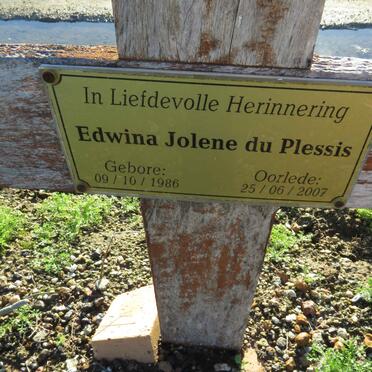 In Liefdevolle Herinnering
Edwina Jolene du Plessis
Gebore: Oorlede:
09 / 10 / 1986 25 / 06 / 2007